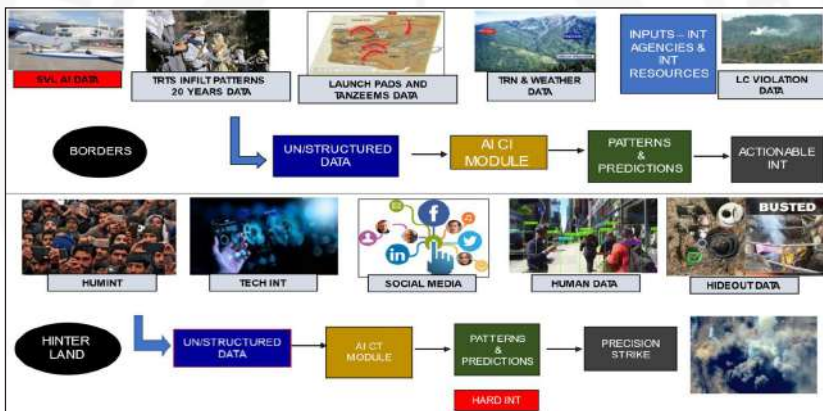 SVL AI DATA
TRTS INFILT PATTERNS
20 YEARS DATA
LAUNCH PADS AND
TANZEEMS DATA
TRN & WEATHER
DATA
INPUTS – INT
AGENCIES &
INT
RESOURCES
LC VIOLATION
DATA
BORDERS
UN/STRUCTURED
DATA
AI CI
MODULE
PATTERNS
&
PREDICTIONS
ACTIONABLE
INT
BUSTED
HUMINT
TECH INT
SOCIAL MEDIA
HUMAN DATA
HIDEOUT DATA
HINTER
LAND
UN/STRUCTURED
DATA
AI CT
MODULE
PATTERNS
&
PREDICTIONS
PRECISION
STRIKE
HARD INT